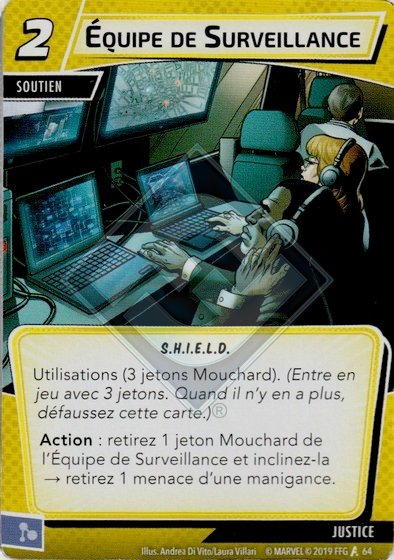 2
ÉQUIPE DE SURVEILLANCE
SOUTIEN
S.H.I.E.L.D.
Utilisations (3 jetons Mouchard). (Entre en
jeu avec 3 jetons. Quand il n'y en a plus,
défaussez cette carte.)
®
Action : retirez 1 jeton Mouchard de
l'Équipe de Surveillance et inclinez-la
→ retirez 1 menace d'une manigance.
JUSTICE
Illus. Andrea Di Vito/Laura Villari
© MARVEL © 2019 FFG
64